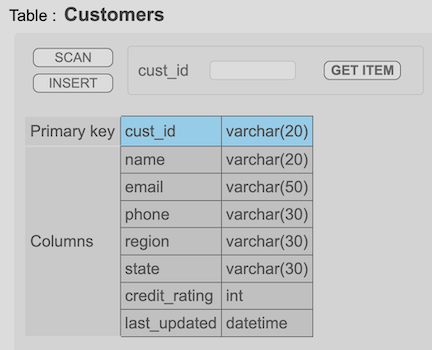 Table : Customers
SCAN
cust_id
GET ITEM
INSERT
Primary key cust_id varchar(20)
name varchar(20)
email varchar(50)
phone varchar(30)
Columns region varchar(30)
state varchar(30)
credit_rating int
last_updated datetime